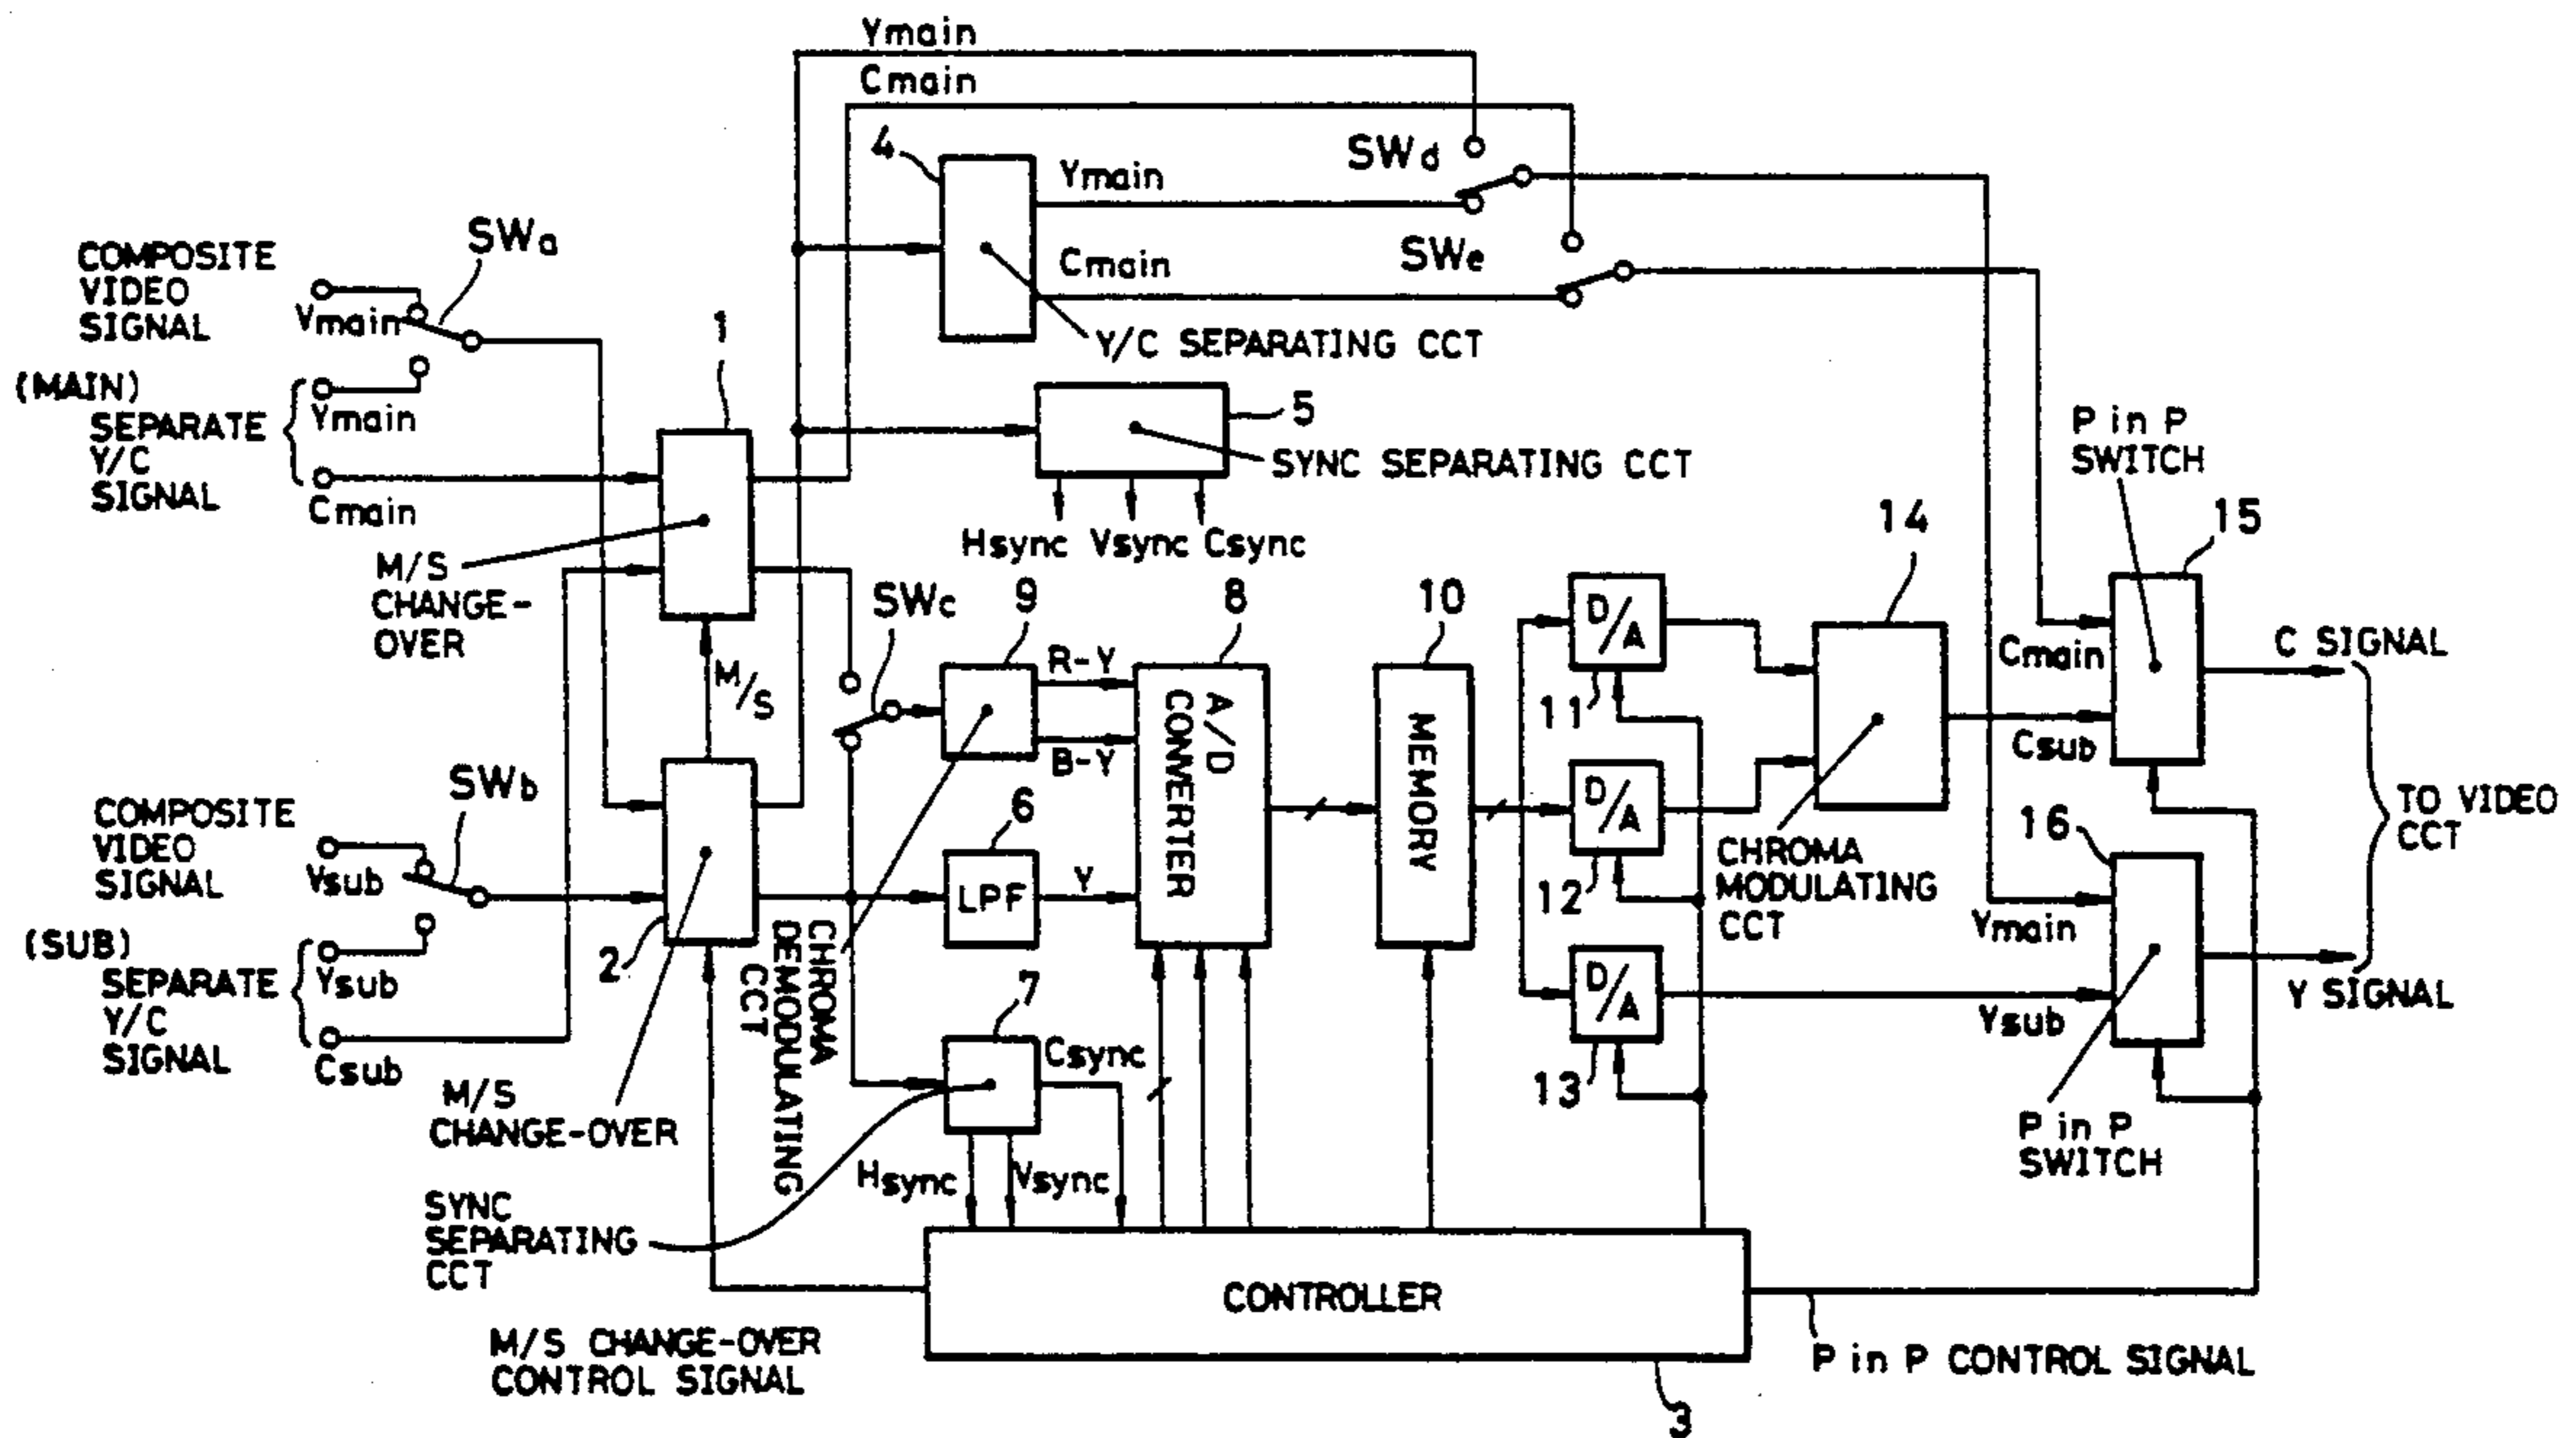 Ymain
Cmain
4
Ymain
SWd
SWa
COMPOSITE
VIDEO
SIGNAL
Vmain
Cmain
SWe
1
Y/C SEPARATING CCT
(MAIN)
SEPARATE
Y/C
SIGNAL
Ymain
Cmain
5
SYNC SEPARATING CCT
Hsync Vsync Csync
P in P
SWITCH
M/S
CHANGE-
OVER
M/S
SWc
9
8
10
14
15
R-Y
B-Y
A/D
CONVERTER
MEMORY
D/A
11
Cmain
Csub
C SIGNAL
SWb
COMPOSITE
VIDEO
SIGNAL
Vsub
6
LPF
Y
D/A
12
CHROMA
MODULATING
CCT
16
TO VIDEO
CCT
(SUB)
SEPARATE
Y/C
SIGNAL
Ysub
Csub
2
CHROMA
DEMODULATING
CCT
7
Csync
D/A
13
Ymain
Ysub
Y SIGNAL
M/S
CHANGE-OVER
Hsync
Vsync
P in P
SWITCH
SYNC
SEPARATING
CCT
CONTROLLER
M/S CHANGE-OVER
CONTROL SIGNAL
P in P CONTROL SIGNAL
3